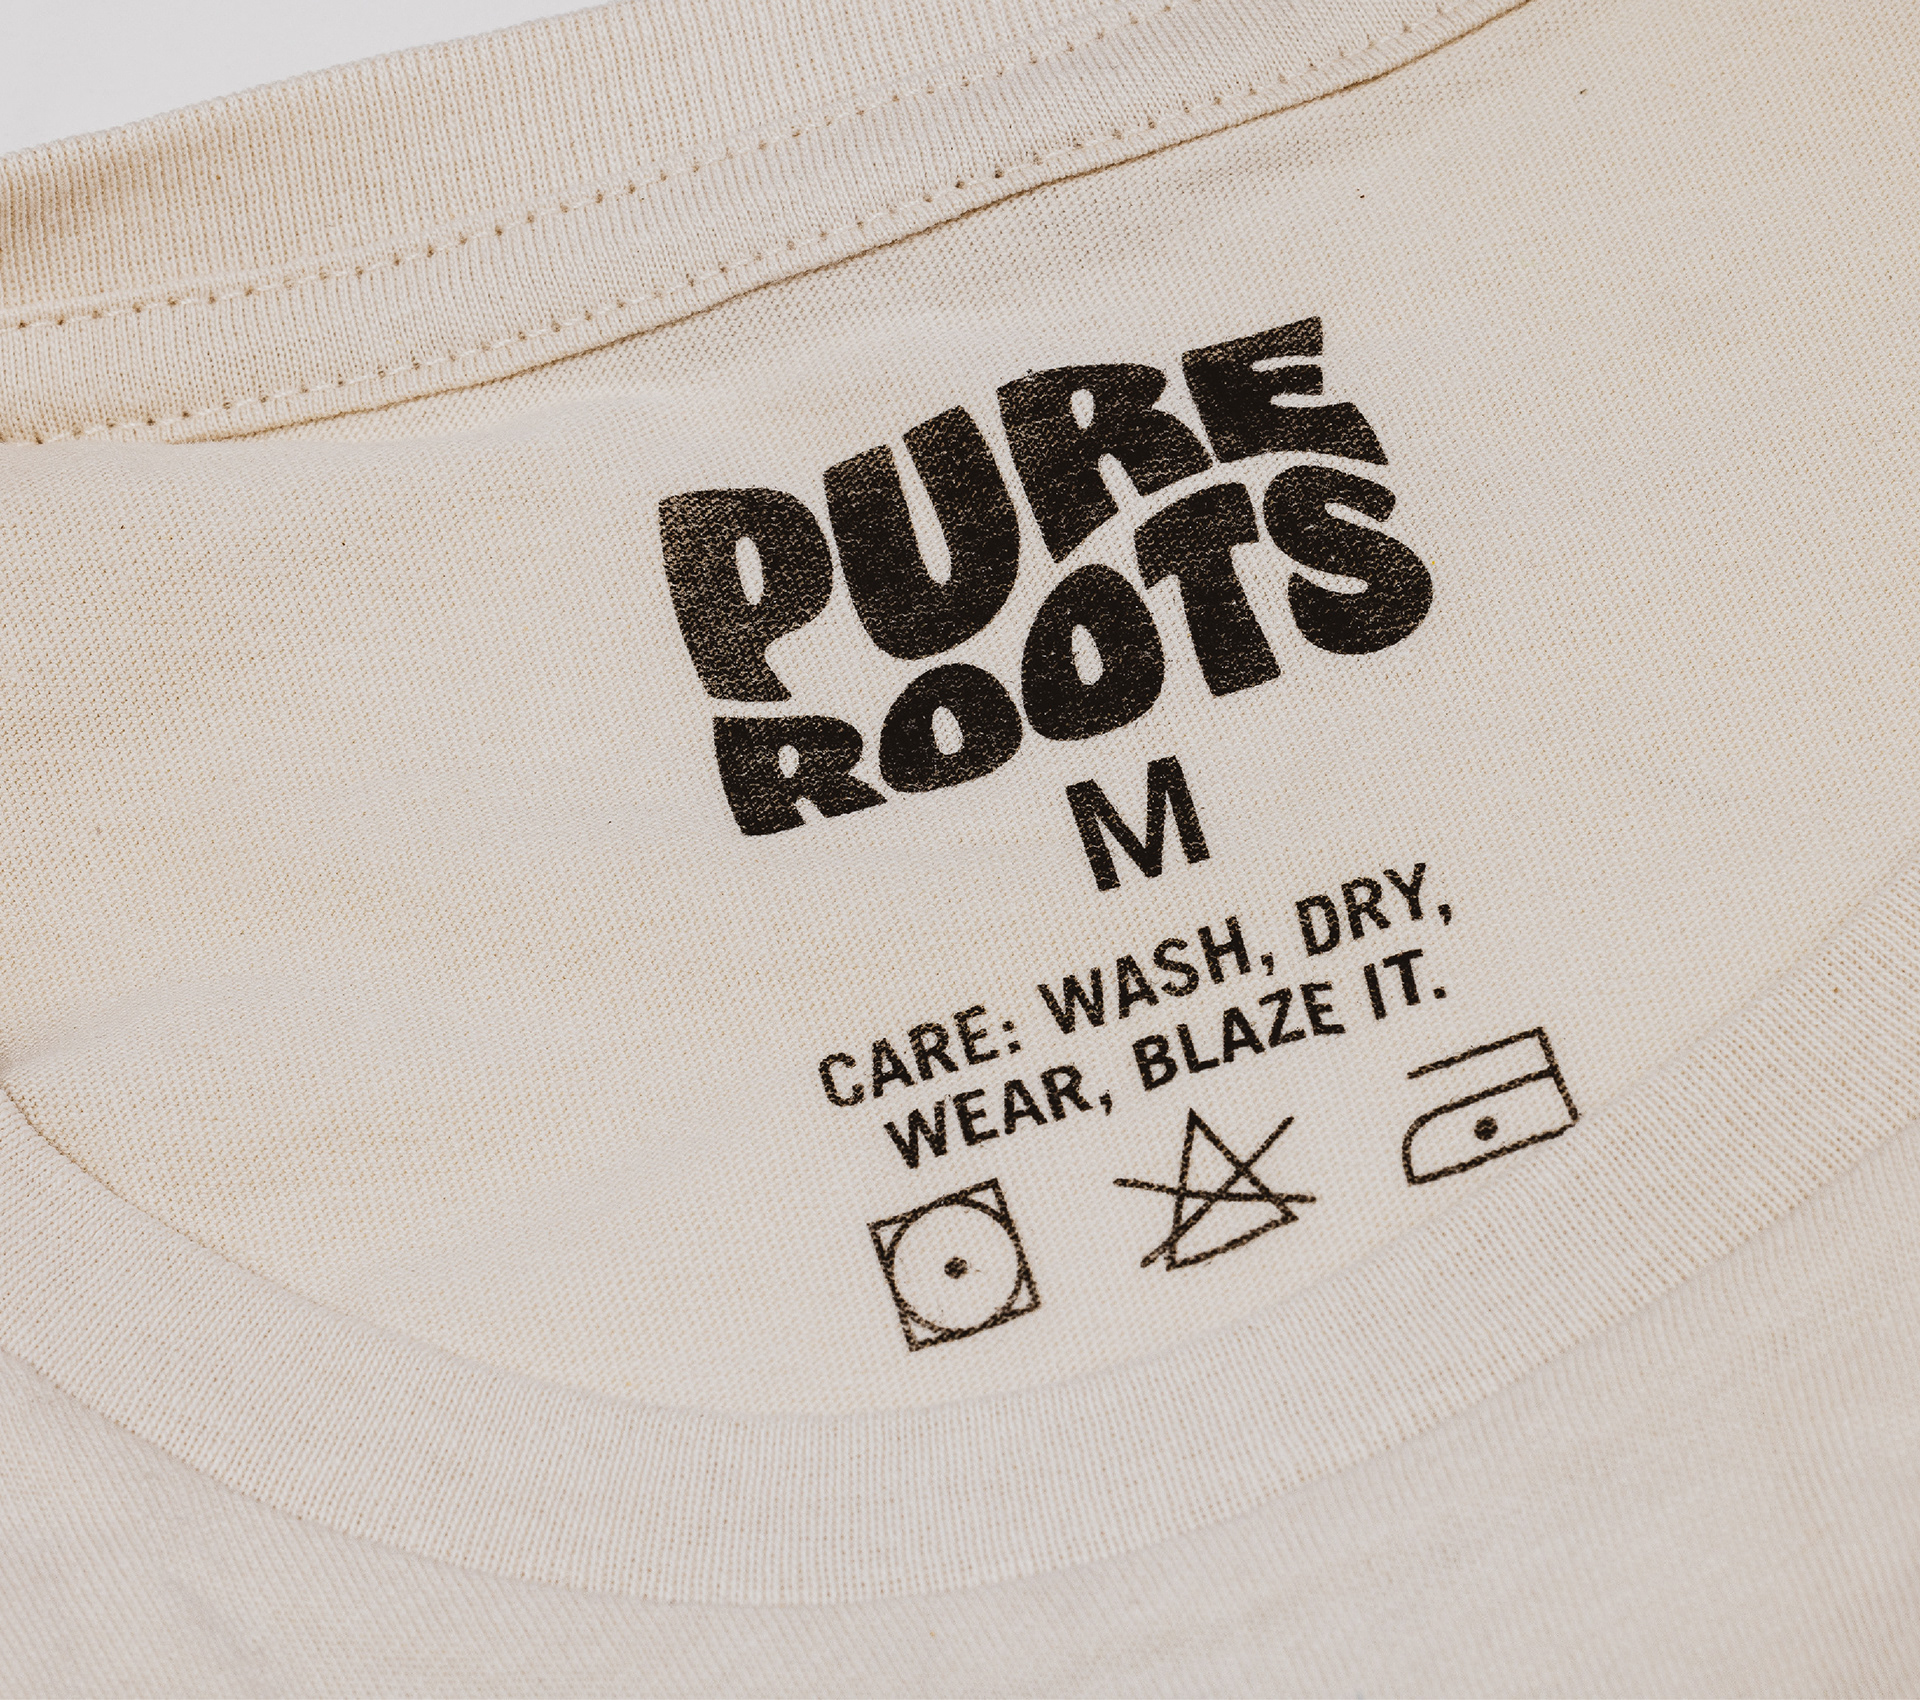 PURE
ROOTS
M
CARE: WASH, DRY,
WEAR, BLAZE IT.